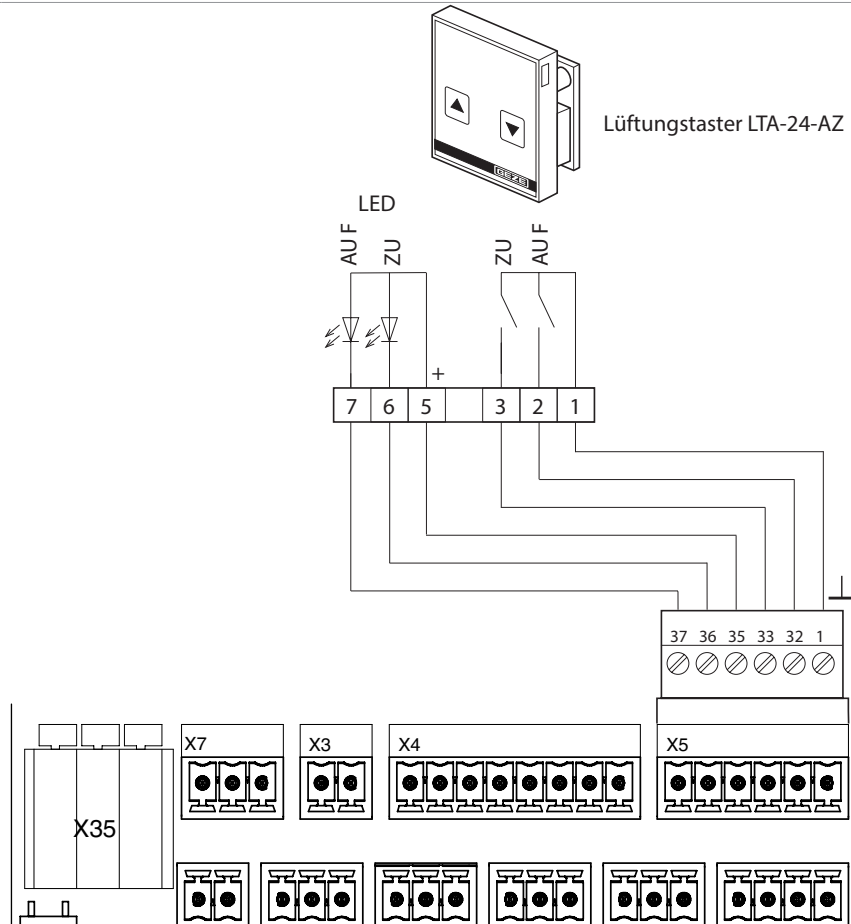 Lüftungstaster LTA-24-AZ
GEZE
LED
AUF ZU ZU AUF
+
7 6 5 3 2 1
37 36 35 33 32 1
X7 X3 X4 X5
X35